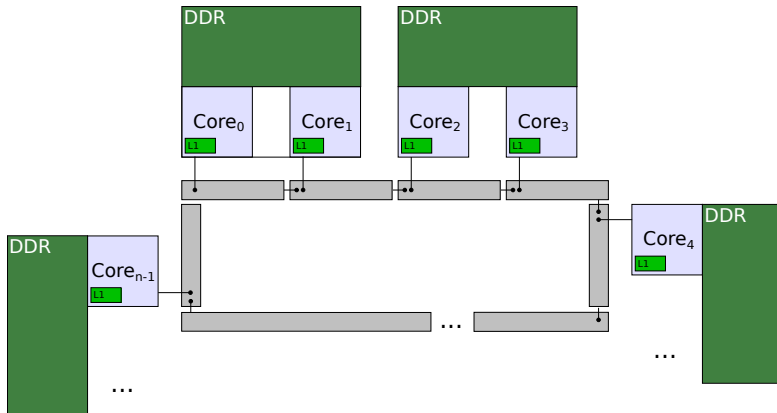 DDR
DDR
Core₀
Core₁
Core₂
Core₃
L1
L1
L1
L1
DDR
Core₄
L1
DDR
Coreₙ₋₁
L1
...
...
...